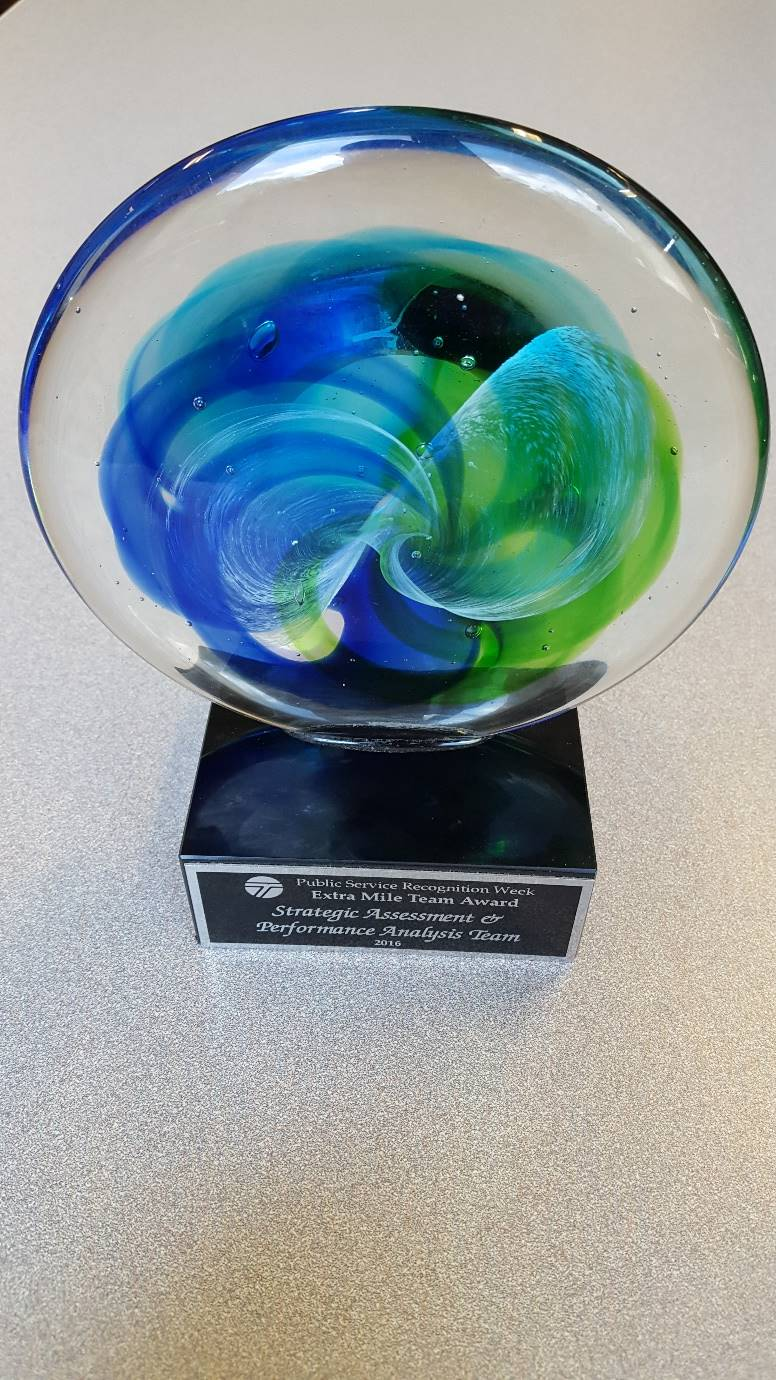 Public Service Recognition Week
Extra Mile Team Award
Strategic Assessment &
Performance Analysis Team
2016